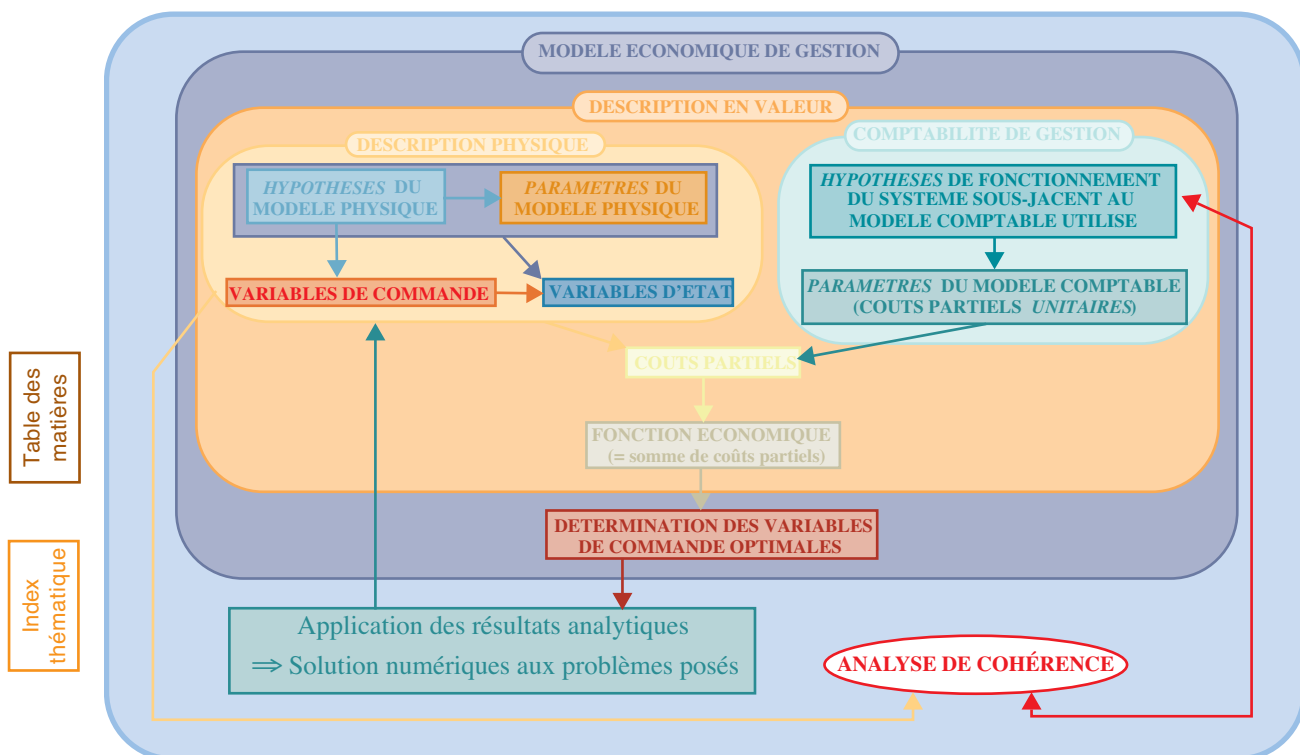 MODELE ECONOMIQUE DE GESTION
DESCRIPTION EN VALEUR
DESCRIPTION PHYSIQUE
HYPOTHESES DU
MODELE PHYSIQUE
PARAMETRES DU
MODELE PHYSIQUE
VARIABLES DE COMMANDE
VARIABLES D'ETAT
COMPTABILITE DE GESTION
HYPOTHESES DE FONCTIONNEMENT
DU SYSTEME SOUS-JACENT AU
MODELE COMPTABLE UTILISE
PARAMETRES DU MODELE COMPTABLE
(COUTS PARTIELS UNITAIRES)
COUTS PARTIELS
FONCTION ECONOMIQUE
(= somme de coûts partiels)
DETERMINATION DES VARIABLES
DE COMMANDE OPTIMALES
Application des résultats analytiques
⇒ Solution numériques aux problèmes posés
ANALYSE DE COHÉRENCE
Table des
matières
Index
thématique